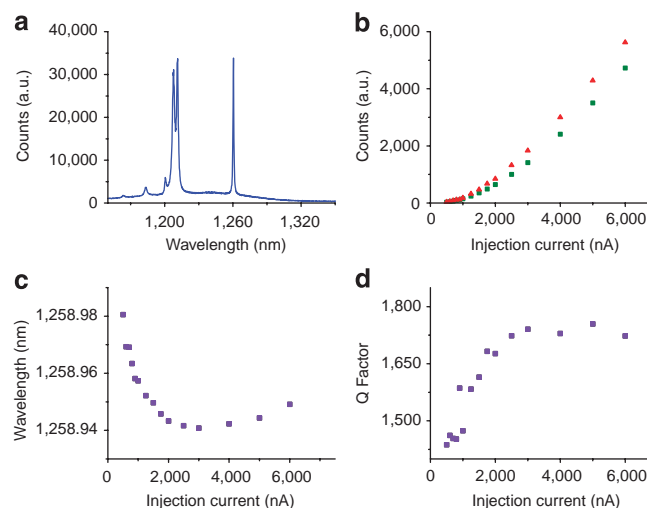 a
40,000
30,000
20,000
10,000
0
Counts (a.u.)
1,200
1,260
1,320
Wavelength (nm)
b
6,000
4,000
2,000
0
Counts (a.u.)
0
2,000
4,000
6,000
Injection current (nA)
c
1,258.98
1,258.96
1,258.94
Wavelength (nm)
0
2,000
4,000
6,000
Injection current (nA)
d
1,800
1,650
1,500
Q Factor
0
2,000
4,000
6,000
Injection current (nA)